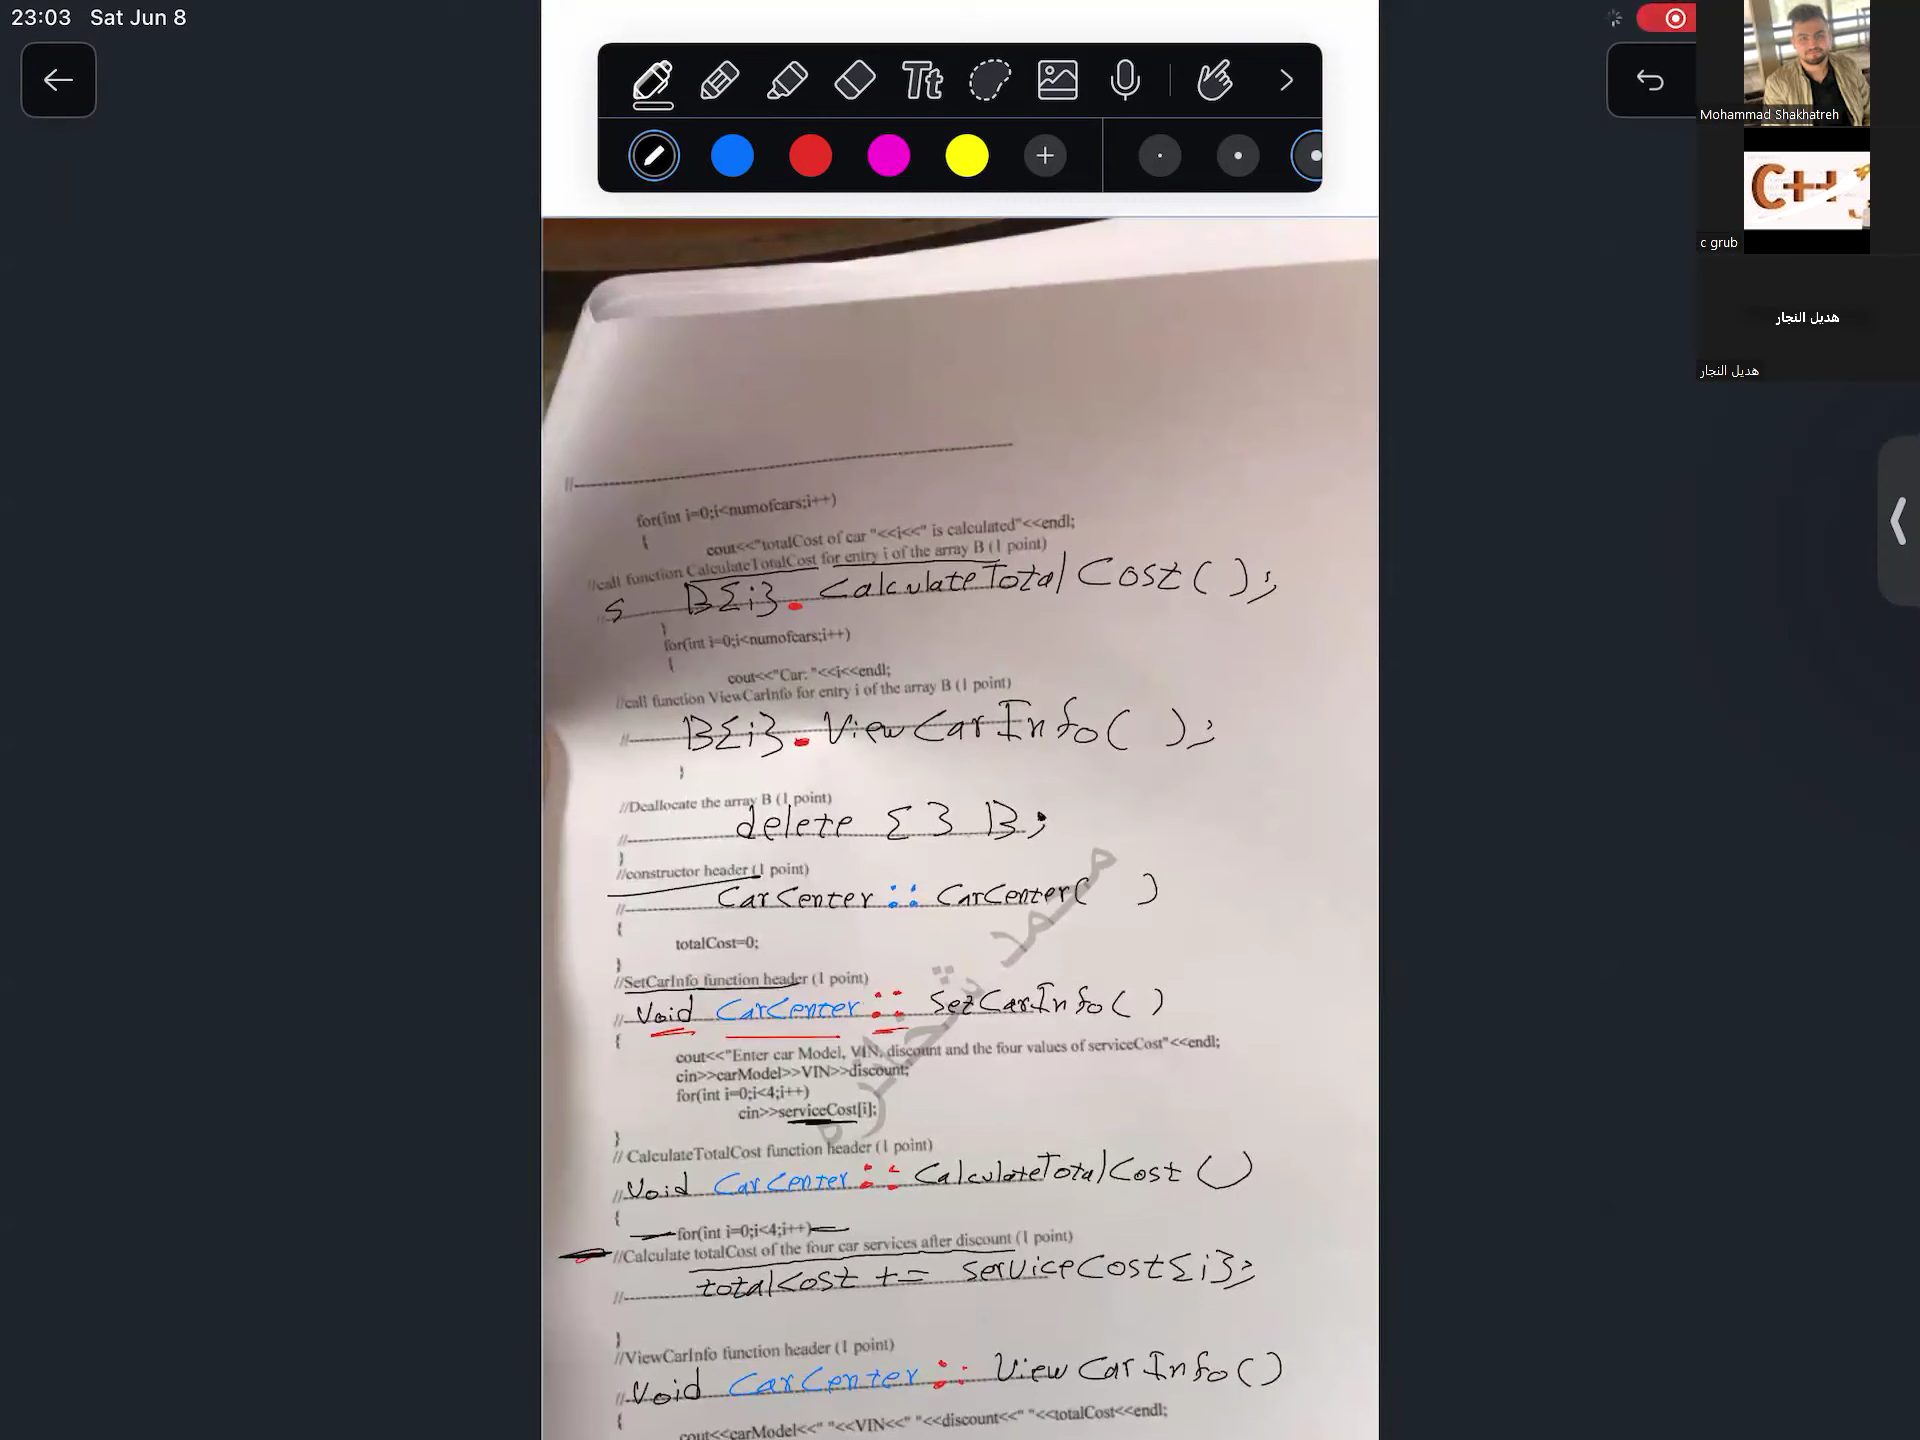 23:03 Sat Jun 8
Tt
Mohammad Shakhatreh
C++
c grub
هديل النجار
هديل النجار
//
for(int i=0;i<numofcars;i++)
{
cout<<"totalCost of car "<<i<<" is calculated"<<endl;
//call function CalculateTotalCost for entry i of the array B (1 point)
B[i].CalculateTotalCost();
}
for(int i=0;i<numofcars;i++)
{
cout<<"Car: "<<i<<endl;
//call function ViewCarInfo for entry i of the array B (1 point)
// B[i].ViewCarInfo( );
}
//Deallocate the array B (1 point)
// delete [] B;
}
//constructor header (1 point)
// CarCenter :: CarCenter( )
{
totalCost=0;
}
//SetCarInfo function header (1 point)
// Void CarCenter :: SetCarInfo()
{
cout<<"Enter car Model, VIN, discount and the four values of serviceCost"<<endl;
cin>>carModel>>VIN>>discount;
for(int i=0;i<4;i++)
cin>>serviceCost[i];
}
// CalculateTotalCost function header (1 point)
// Void CarCenter :: CalculateTotalCost ()
{
for(int i=0;i<4;i++)
//Calculate totalCost of the four car services after discount (1 point)
// totalCost += serviceCost[i];
}
//ViewCarInfo function header (1 point)
// Void CarCenter :: ViewCarInfo()
{
cout<<carModel<<" "<<VIN<<" "<<discount<<" "<<totalCost<<endl;
محمد شخاتره